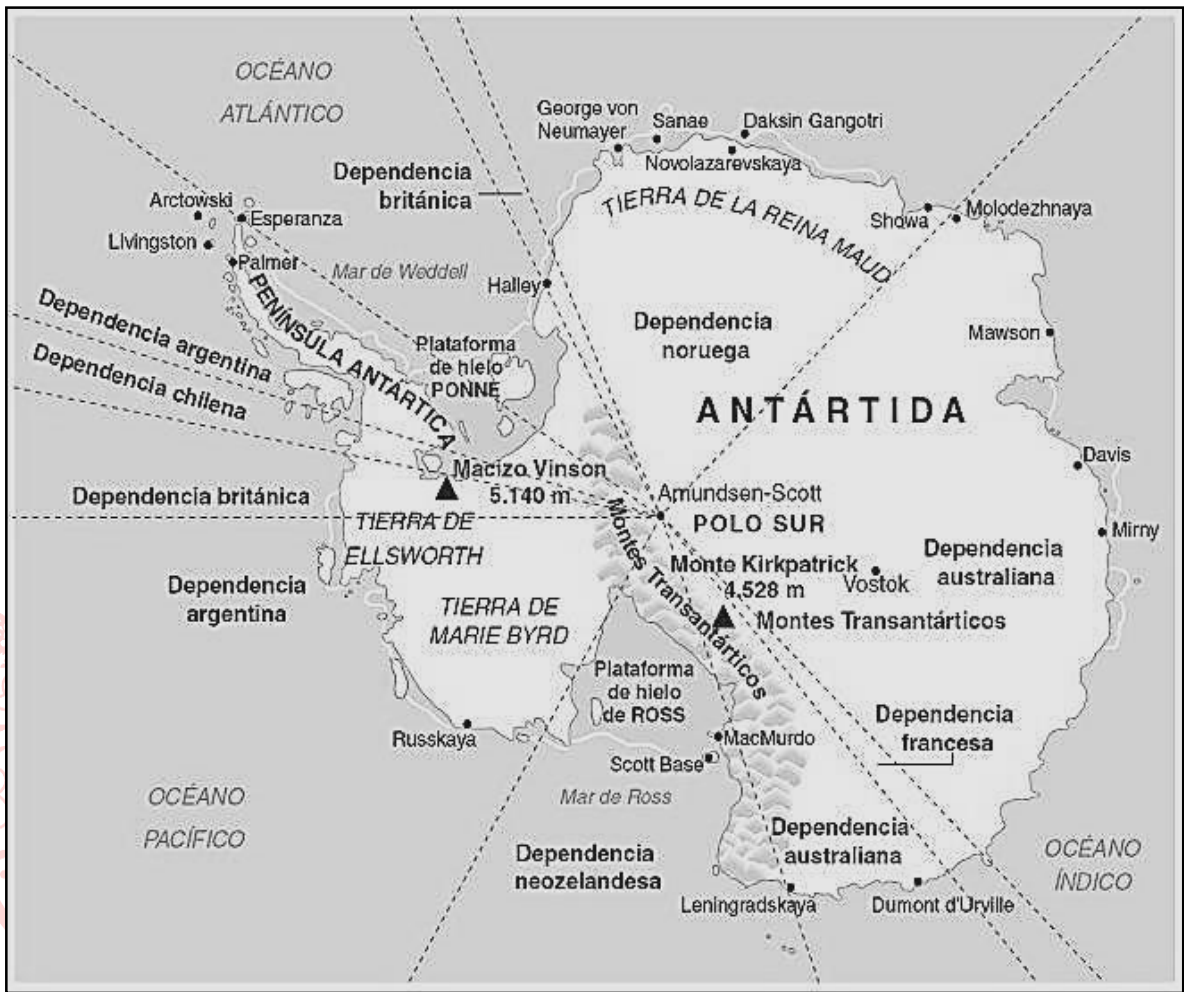 OCÉANO
ATLÁNTICO
George von
Neumayer
Sanae
Daksin Gangotri
Novolazarevskaya
Dependencia
británica
TIERRA DE LA REINA MAUD
Arctowski
Esperanza
Livingston
Palmer
Showa
Molodezhnaya
Mar de Weddell
Halley
PENÍNSULA ANTÁRTICA
Dependencia argentina
Dependencia chilena
Plataforma
de hielo
PONNE
Dependencia
noruega
Mawson
ANTÁRTIDA
Davis
Macizo Vinson
5.140 m
Dependencia británica
Amundsen-Scott
POLO SUR
Mirny
TIERRA DE
ELLSWORTH
Montes Transantárticos
Monte Kirkpatrick
4.528 m
Vostok
Dependencia
australiana
Dependencia
argentina
TIERRA DE
MARIE BYRD
Montes Transantárticos
Plataforma
de hielo
de ROSS
Dependencia
francesa
Russkaya
MacMurdo
Scott Base
OCÉANO
PACÍFICO
Mar de Ross
Dependencia
australiana
Dependencia
neozelandesa
OCÉANO
ÍNDICO
Leningradskaya
Dumont d'Urville